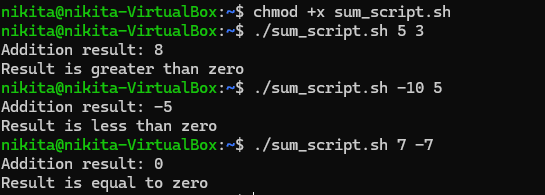 nikita@nikita-VirtualBox:~$ chmod +x sum_script.sh
nikita@nikita-VirtualBox:~$ ./sum_script.sh 5 3
Addition result: 8
Result is greater than zero
nikita@nikita-VirtualBox:~$ ./sum_script.sh -10 5
Addition result: -5
Result is less than zero
nikita@nikita-VirtualBox:~$ ./sum_script.sh 7 -7
Addition result: 0
Result is equal to zero